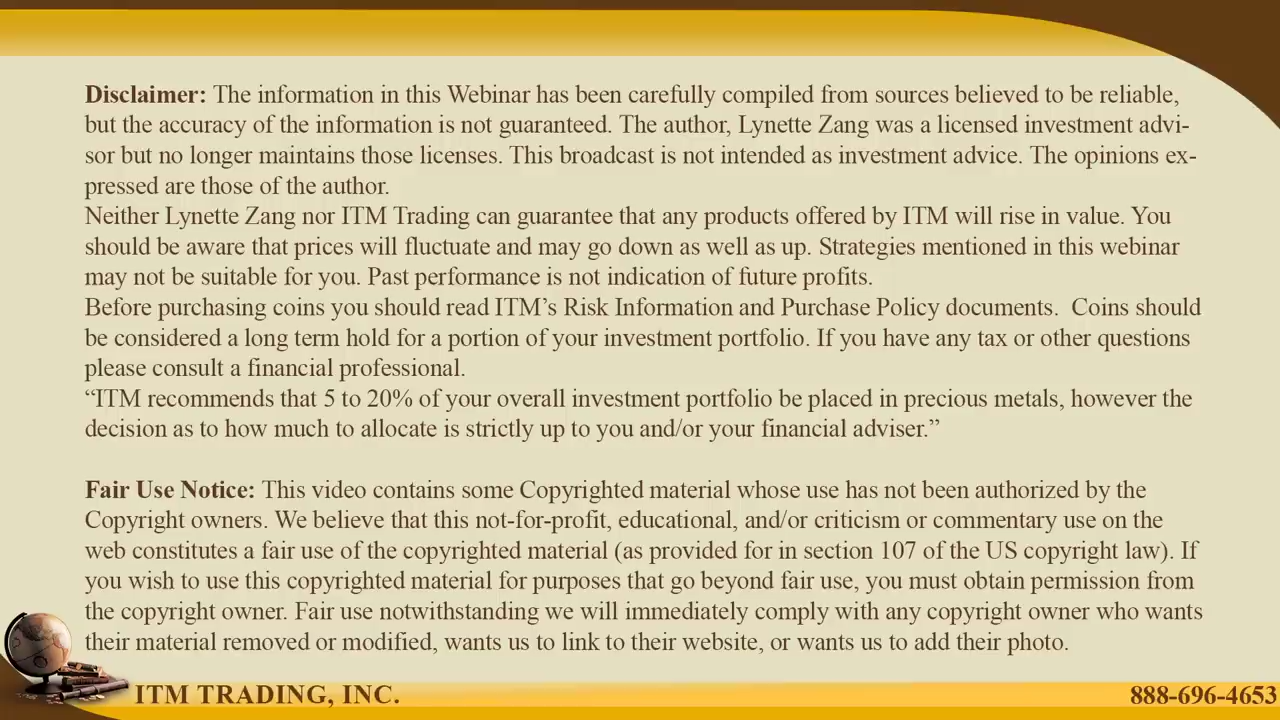 Disclaimer: The information in this Webinar has been carefully compiled from sources believed to be reliable,
but the accuracy of the information is not guaranteed. The author, Lynette Zang was a licensed investment advi-
sor but no longer maintains those licenses. This broadcast is not intended as investment advice. The opinions ex-
pressed are those of the author.
Neither Lynette Zang nor ITM Trading can guarantee that any products offered by ITM will rise in value. You
should be aware that prices will fluctuate and may go down as well as up. Strategies mentioned in this webinar
may not be suitable for you. Past performance is not indication of future profits.
Before purchasing coins you should read ITM’s Risk Information and Purchase Policy documents.  Coins should
be considered a long term hold for a portion of your investment portfolio. If you have any tax or other questions
please consult a financial professional.
“ITM recommends that 5 to 20% of your overall investment portfolio be placed in precious metals, however the
decision as to how much to allocate is strictly up to you and/or your financial adviser.”
Fair Use Notice: This video contains some Copyrighted material whose use has not been authorized by the
Copyright owners. We believe that this not-for-profit, educational, and/or criticism or commentary use on the
web constitutes a fair use of the copyrighted material (as provided for in section 107 of the US copyright law). If
you wish to use this copyrighted material for purposes that go beyond fair use, you must obtain permission from
the copyright owner. Fair use notwithstanding we will immediately comply with any copyright owner who wants
their material removed or modified, wants us to link to their website, or wants us to add their photo.
ITM TRADING, INC.
888-696-4653